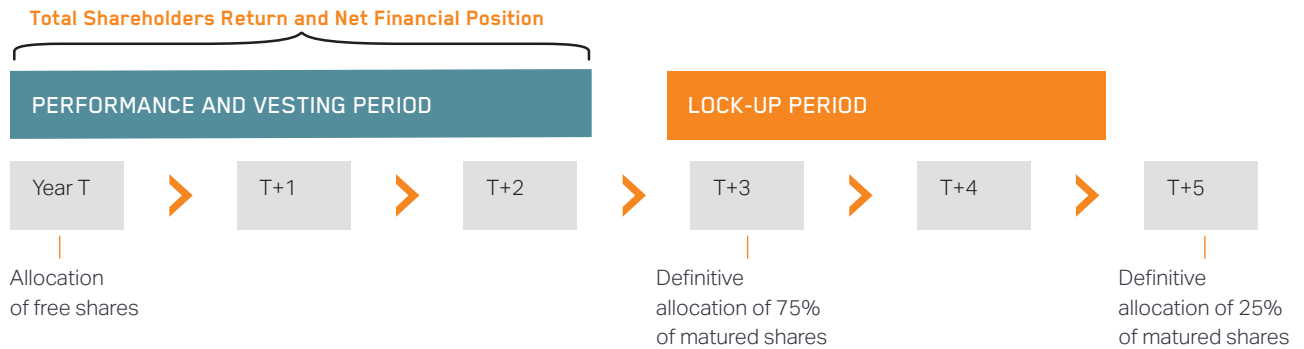 Total Shareholders Return and Net Financial Position
PERFORMANCE AND VESTING PERIOD
LOCK-UP PERIOD
Year T
T+1
T+2
T+3
T+4
T+5
Allocation
of free shares
Definitive
allocation of 75%
of matured shares
Definitive
allocation of 25%
of matured shares